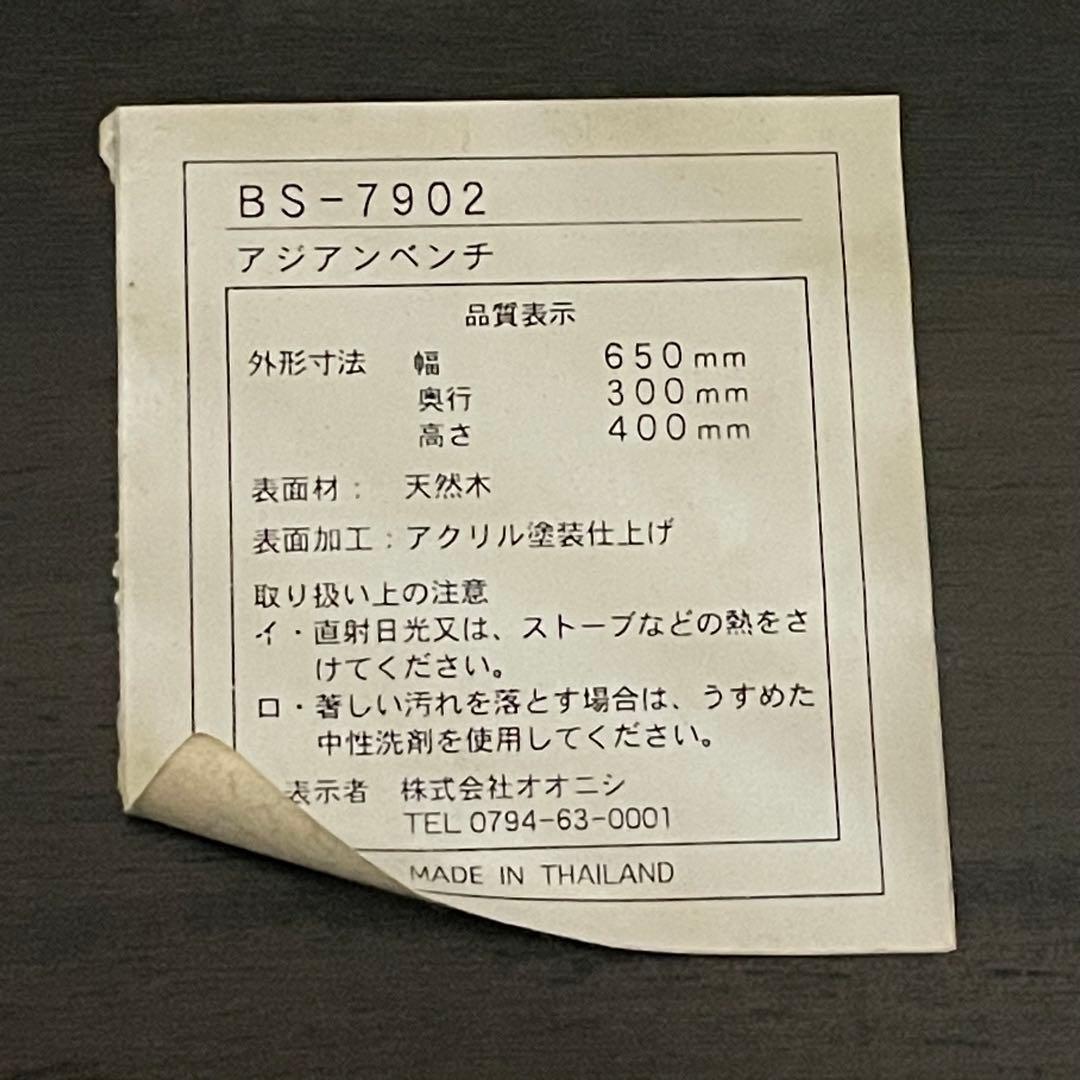 BS-7902
アジアンベンチ
品質表示
外形寸法 幅 650mm
奥行 300mm
高さ 400mm
表面材: 天然木
表面加工:アクリル塗装仕上げ
取り扱い上の注意
イ・直射日光又は、ストーブなどの熱をさ
けてください。
ロ・著しい汚れを落とす場合は、うすめた
中性洗剤を使用してください。
表示者 株式会社オオニシ
TEL 0794-63-0001
MADE IN THAILAND